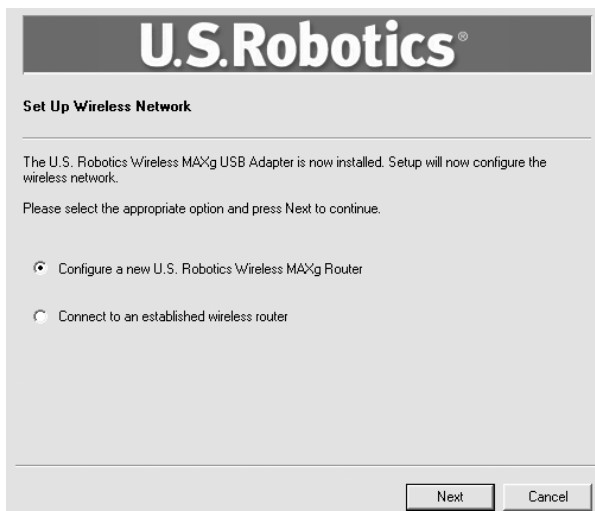 U.S.Robotics®
Set Up Wireless Network
The U.S. Robotics Wireless MAXg USB Adapter is now installed. Setup will now configure the
wireless network.
Please select the appropriate option and press Next to continue.
Configure a new U.S. Robotics Wireless MAXg Router
Connect to an established wireless router
Next
Cancel